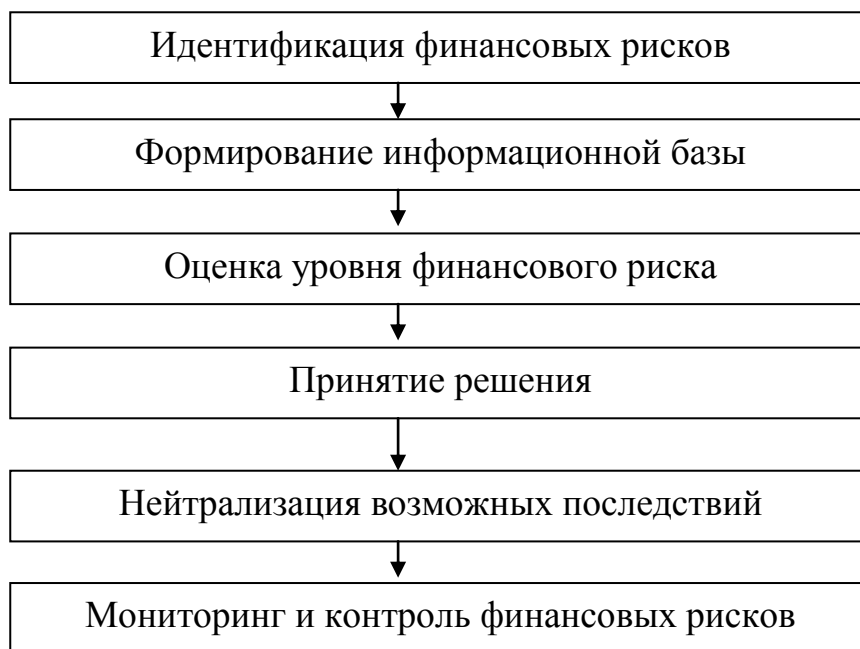 Идентификация финансовых рисков
Формирование информационной базы
Оценка уровня финансового риска
Принятие решения
Нейтрализация возможных последствий
Мониторинг и контроль финансовых рисков